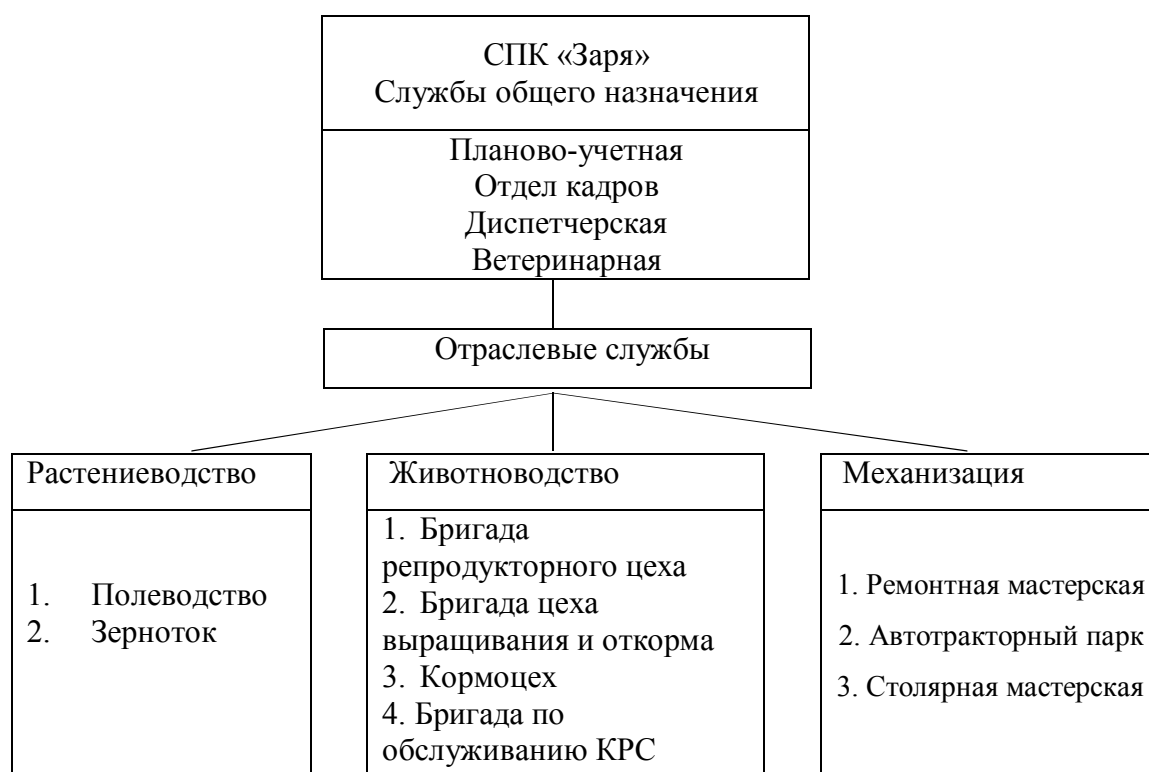 СПК «Заря»
Службы общего назначения
Планово-учетная
Отдел кадров
Диспетчерская
Ветеринарная
Отраслевые службы
Растениеводство
1. Полеводство
2. Зерноток
Животноводство
1. Бригада
репродукторного цеха
2. Бригада цеха
выращивания и откорма
3. Кормоцех
4. Бригада по
обслуживанию КРС
Механизация
1. Ремонтная мастерская
2. Автотракторный парк
3. Столярная мастерская